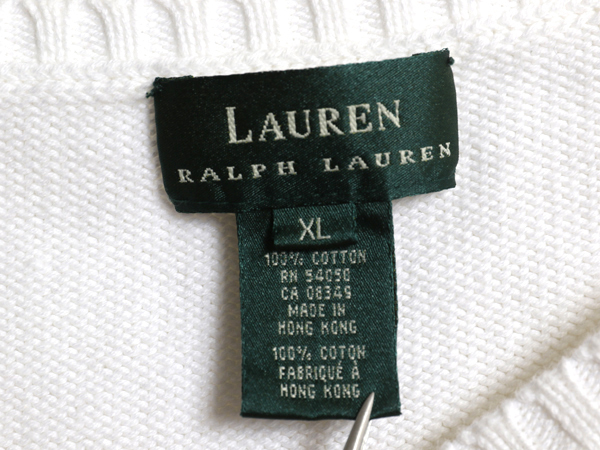 LAUREN
RALPH LAUREN
XL
100% COTTON
RN 54050
CA 08349
MADE IN
HONG KONG
100% COTON
FABRIQUÉ À
HONG KONG